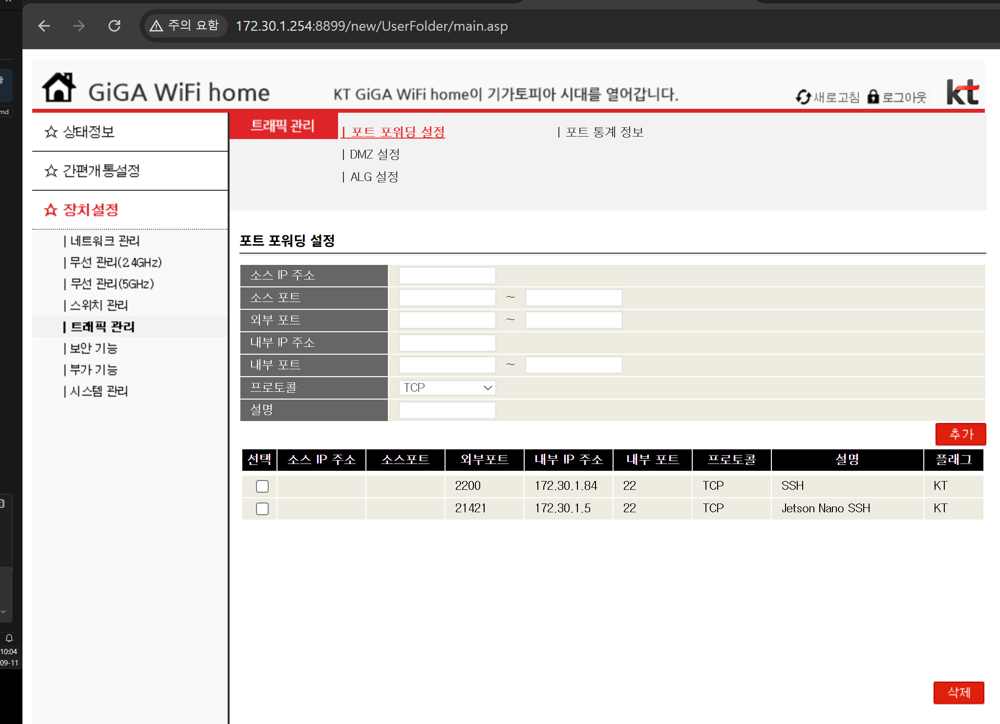 주의 요함
172.30.1.254:8899/new/UserFolder/main.asp
GiGA WiFi home
KT GiGA WiFi home이 기가토피아 시대를 열어갑니다.
새로고침
로그아웃
kt
md
☆ 상태정보
☆ 간편개통설정
☆ 장치설정
| 네트워크 관리
| 무선 관리(2.4GHz)
| 무선 관리(5GHz)
| 스위치 관리
| 트래픽 관리
| 보안 기능
| 부가 기능
| 시스템 관리
트래픽 관리
| 포트 포워딩 설정
| 포트 통계 정보
| DMZ 설정
| ALG 설정
포트 포워딩 설정
소스 IP 주소
소스 포트 ~
외부 포트 ~
내부 IP 주소
내부 포트 ~
프로토콜 TCP
설명
추가
선택 소스 IP 주소 소스포트 외부포트 내부 IP 주소 내부 포트 프로토콜 설명 플래그
2200 172.30.1.84 22 TCP SSH KT
21421 172.30.1.5 22 TCP Jetson Nano SSH KT
삭제
10:04
09-11